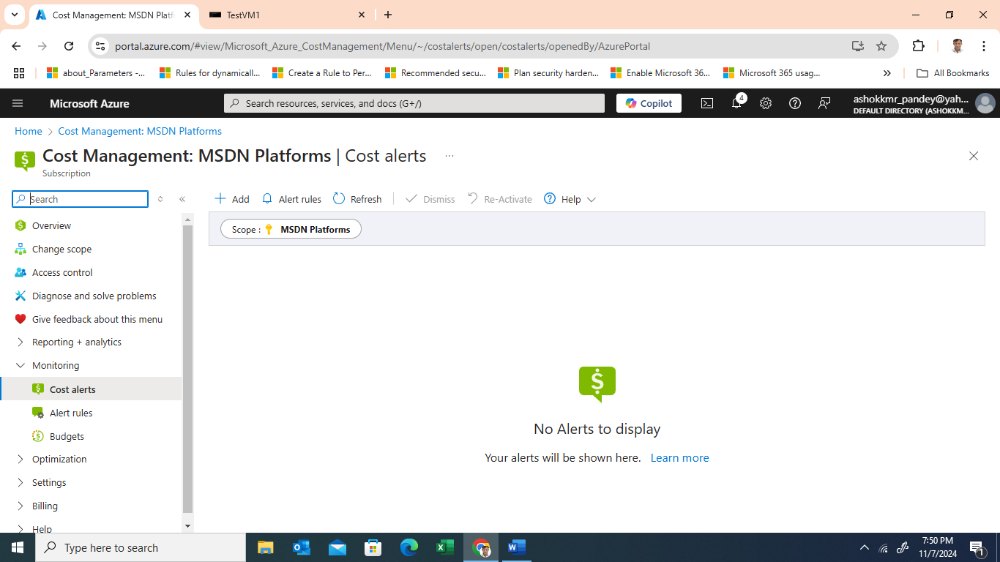 Cost Management: MSDN Platf
TestVM1
portal.azure.com/#view/Microsoft_Azure_CostManagement/Menu/~/costalerts/open/costalerts/openedBy/AzurePortal
about_Parameters -...
Rules for dynamicall...
Create a Rule to Per...
Recommended secu...
Plan security harden...
Enable Microsoft 36...
Microsoft 365 usag...
All Bookmarks
Microsoft Azure
Search resources, services, and docs (G+/)
Copilot
4
ashokkmr_pandey@yah...
DEFAULT DIRECTORY (ASHOKKM...
Home > Cost Management: MSDN Platforms
Cost Management: MSDN Platforms | Cost alerts ...
Subscription
Search
Add
Alert rules
Refresh
Dismiss
Re-Activate
Help
Scope : MSDN Platforms
Overview
Change scope
Access control
Diagnose and solve problems
Give feedback about this menu
Reporting + analytics
Monitoring
Cost alerts
Alert rules
Budgets
Optimization
Settings
Billing
Help
No Alerts to display
Your alerts will be shown here. Learn more
Type here to search
7:50 PM
11/7/2024
1